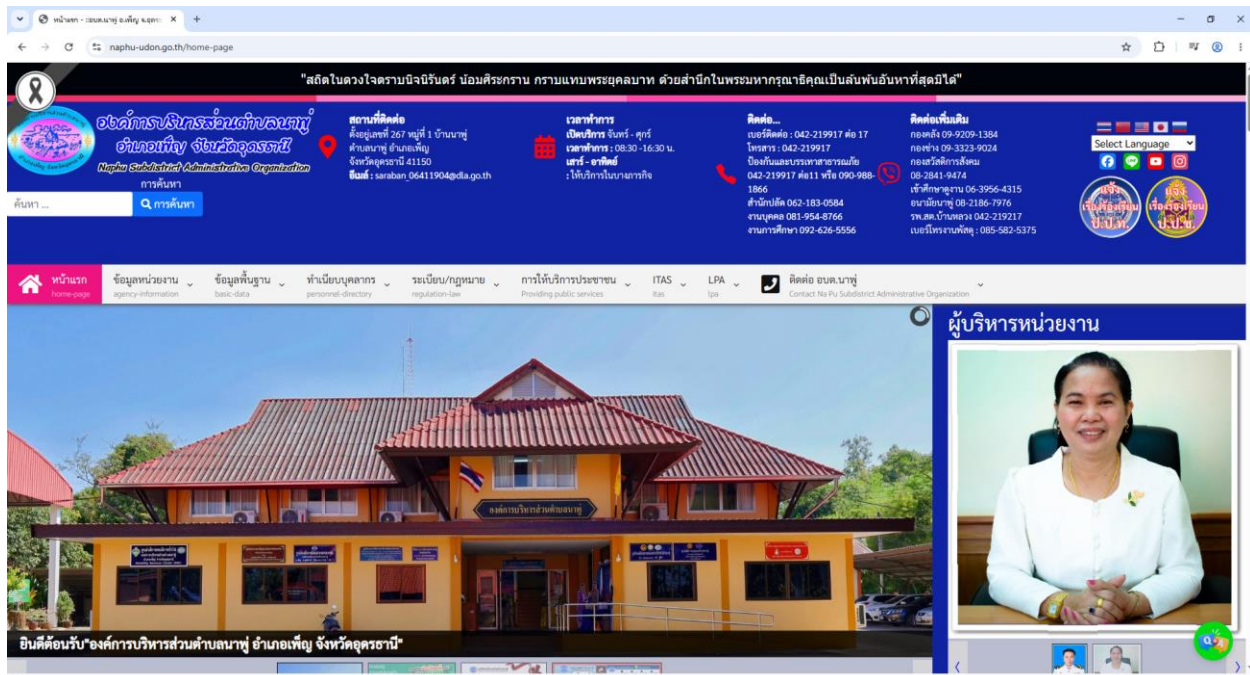 หน้าแรก - :::อบต.นาพู่ อ.เพ็ญ จ.อุดร
naphu-udon.go.th/home-page
"สถิตในดวงใจตราบนิจนิรันดร์ น้อมศิระกราน กราบแทบพระยุคลบาท ด้วยสำนึกในพระมหากรุณาธิคุณเป็นล้นพ้นอันหาที่สุดมิได้"
องค์การบริหารส่วนตำบลนาพู่
อำเภอเพ็ญ จังหวัดอุดรธานี
Naphu Subdistrict Administrative Organization
การค้นหา
ค้นหา ...
การค้นหา
สถานที่ติดต่อ
ตั้งอยู่เลขที่ 267 หมู่ที่ 1 บ้านนาพู่
ตำบลนาพู่ อำเภอเพ็ญ
จังหวัดอุดรธานี 41150
อีเมล์ : saraban_06411904@dla.go.th
เวลาทำการ
เปิดบริการ จันทร์ - ศุกร์
เวลาทำการ : 08:30 -16:30 น.
เสาร์ - อาทิตย์
: ให้บริการในบางภารกิจ
ติดต่อ...
เบอร์ติดต่อ : 042-219917 ต่อ 17
โทรสาร : 042-219917
ป้องกันและบรรเทาสาธารณภัย
042-219917 ต่อ11 หรือ 090-988-
1866
สำนักปลัด 062-183-0584
งานบุคคล 081-954-8766
งานการศึกษา 092-626-5556
ติดต่อเพิ่มเติม
กองคลัง 09-9209-1384
กองช่าง 09-3323-9024
กองสวัสดิการสังคม
08-2841-9474
เข้าศึกษาดูงาน 06-3956-4315
อนามัยนาพู่ 08-2186-7976
รพ.สต.บ้านหลวง 042-219217
เบอร์โทรงานพัสดุ : 085-582-5375
Select Language
แจ้ง
เรื่องร้องเรียน
ป.ป.ท.
แจ้ง
เรื่องร้องเรียน
ป.ป.ช.
หน้าแรก
home-page
ข้อมูลหน่วยงาน
agency-information
ข้อมูลพื้นฐาน
basic-data
ทำเนียบบุคลากร
personnel-directory
ระเบียบ/กฎหมาย
regulation-law
การให้บริการประชาชน
Providing public services
ITAS
itas
LPA
lpa
ติดต่อ อบต.นาพู่
Contact Na Pu Subdistrict Administrative Organization
ผู้บริหารหน่วยงาน
องค์การบริหารส่วนตำบลนาพู่
ยินดีต้อนรับ"องค์การบริหารส่วนตำบลนาพู่ อำเภอเพ็ญ จังหวัดอุดรธานี"